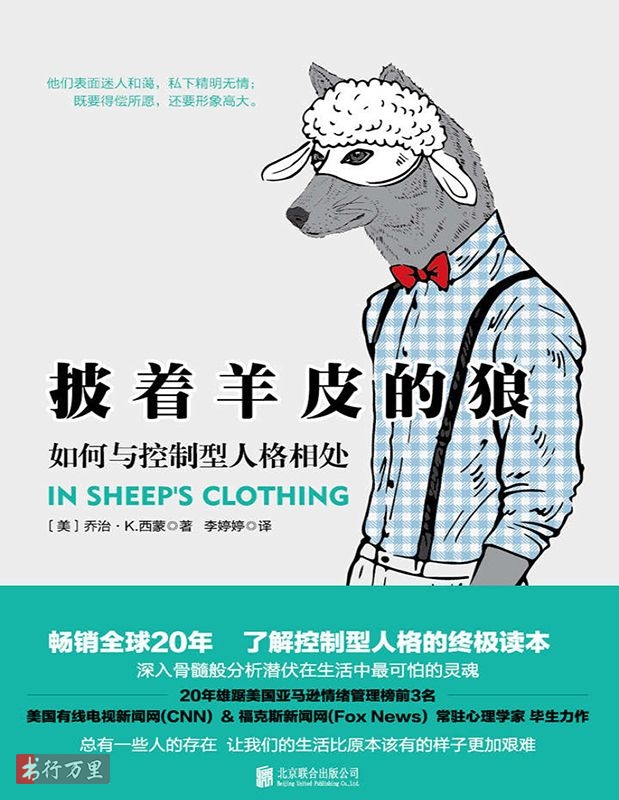 他们表面迷人和蔼，私下精明无情；
既要得偿所愿，还要形象高大。
披着羊皮的狼
如何与控制型人格相处
IN SHEEP'S CLOTHING
［美］乔治·K.西蒙◎著 李婷婷◎译
畅销全球20年 了解控制型人格的终极读本
深入骨髓般分析潜伏在生活中最可怕的灵魂
20年雄踞美国亚马逊情绪管理榜前3名
美国有线电视新闻网(CNN) & 福克斯新闻网(Fox News) 常驻心理学家 毕生力作
总有一些人的存在 让我们的生活比原本该有的样子更加艰难
书行万里
北京联合出版公司
Beijing United Publishing Co.,Ltd.